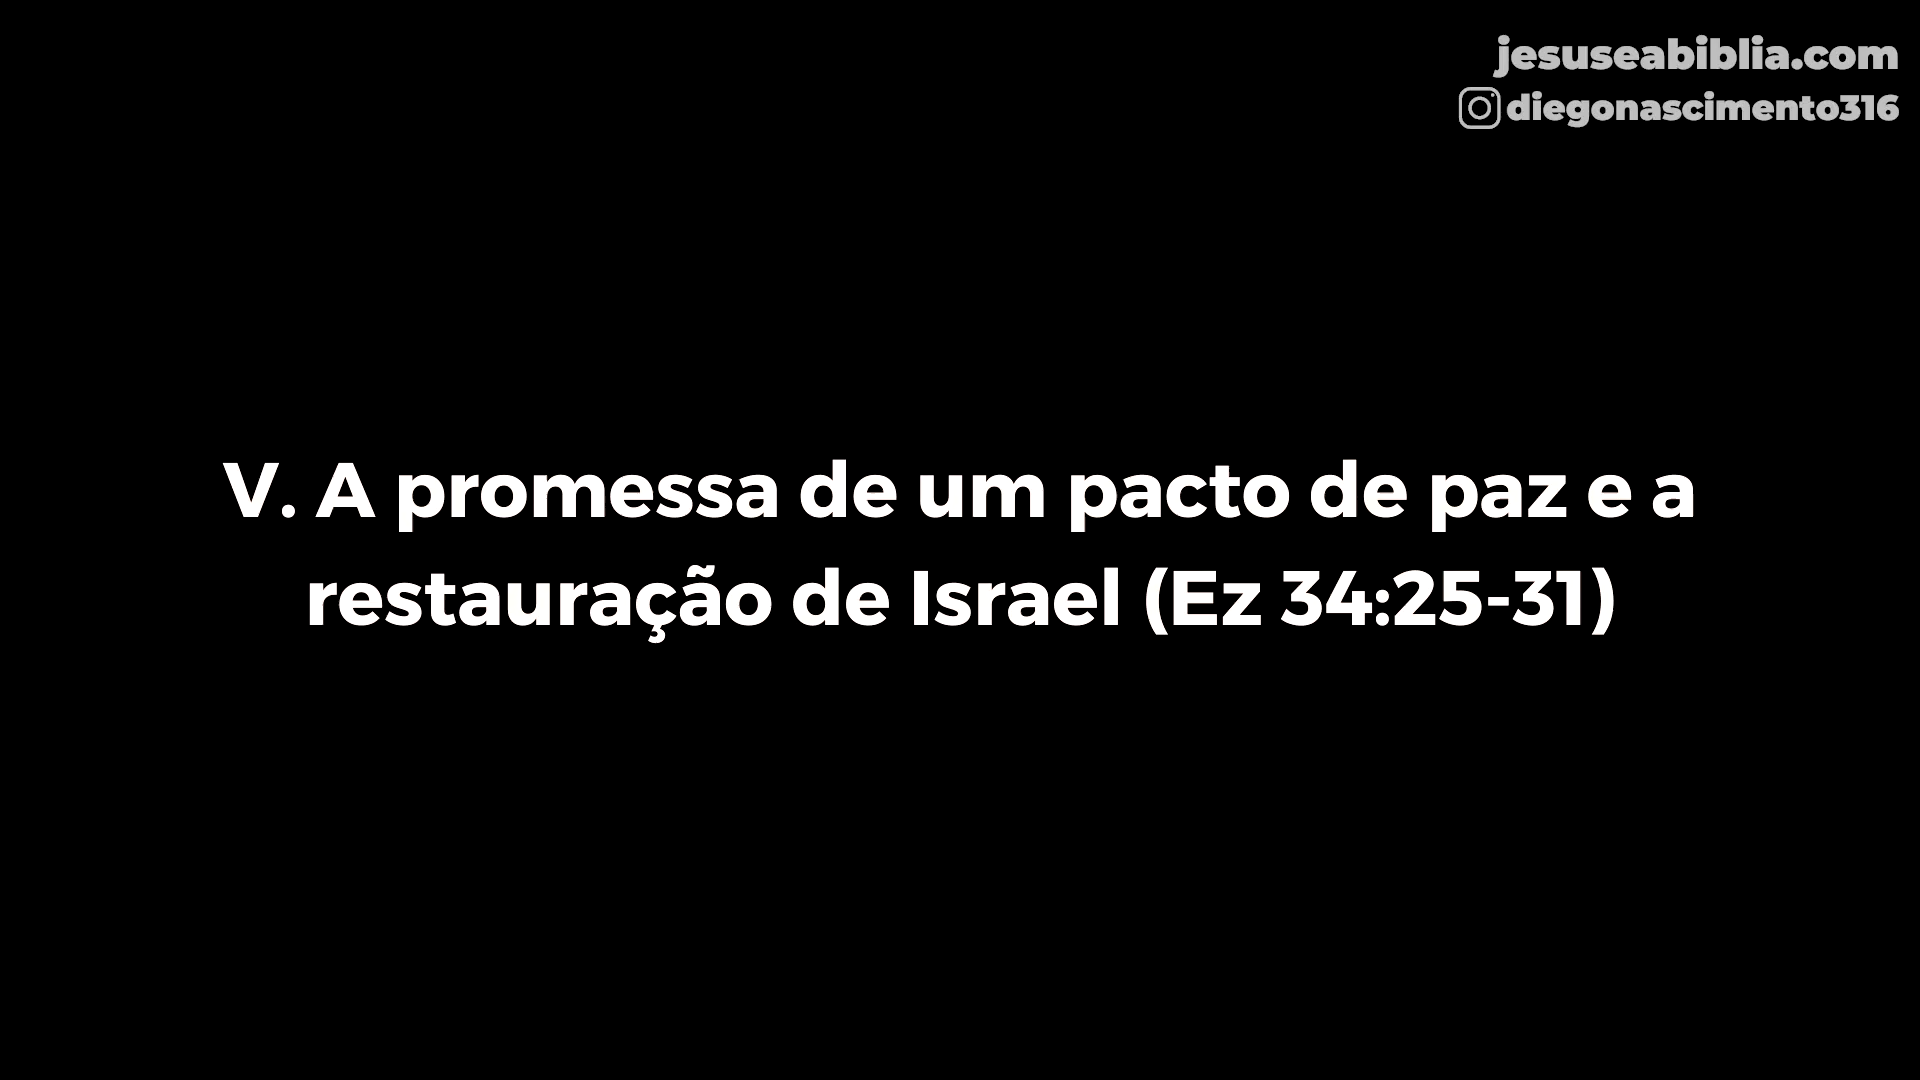 jesuseabiblia.com
diegonascimento316
V. A promessa de um pacto de paz e a
restauração de Israel (Ez 34:25-31)